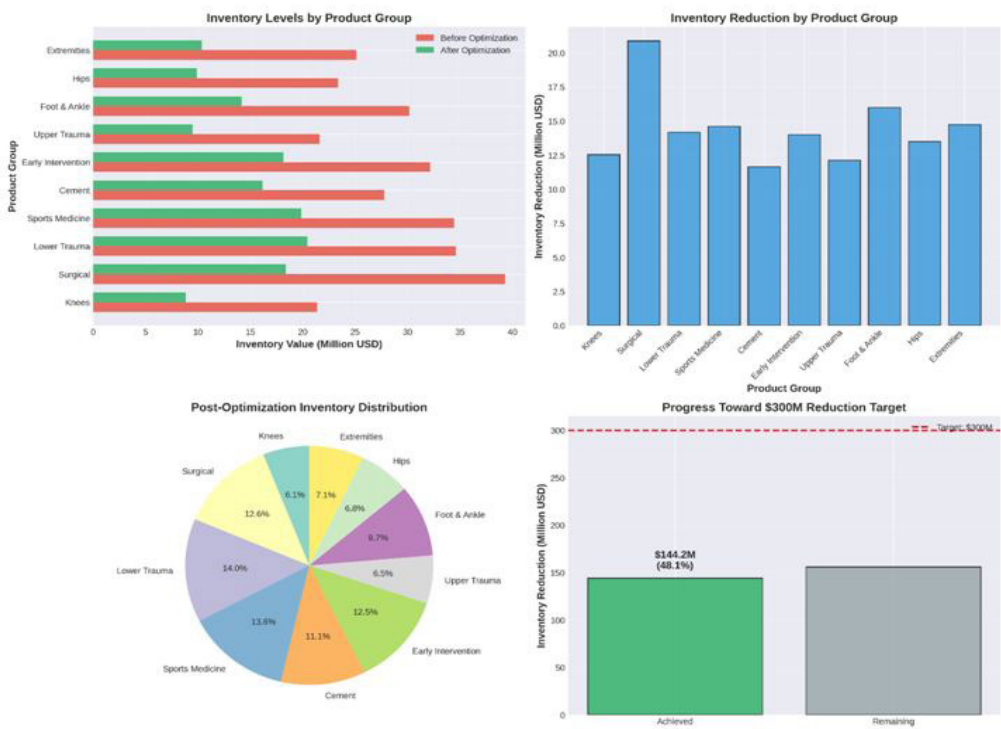 Inventory Levels by Product Group
Before Optimization
After Optimization
Product Group
Extremities
Hips
Foot & Ankle
Upper Trauma
Early Intervention
Cement
Sports Medicine
Lower Trauma
Surgical
Knees
0 5 10 15 20 25 30 35 40
Inventory Value (Million USD)
Inventory Reduction by Product Group
Inventory Reduction (Million USD)
20.0
17.5
15.0
12.5
10.0
7.5
5.0
2.5
0.0
Knees
Surgical
Lower Trauma
Sports Medicine
Cement
Early Intervention
Upper Trauma
Foot & Ankle
Hips
Extremities
Product Group
Post-Optimization Inventory Distribution
Knees 6.1%
Extremities 7.1%
Hips 6.8%
Foot & Ankle 9.7%
Upper Trauma 6.5%
Early Intervention 12.5%
Cement 11.1%
Sports Medicine 13.6%
Lower Trauma 14.0%
Surgical 12.6%
Progress Toward $300M Reduction Target
Target: $300M
Inventory Reduction (Million USD)
300
250
200
150
100
50
0
$144.2M
(48.1%)
Achieved
Remaining